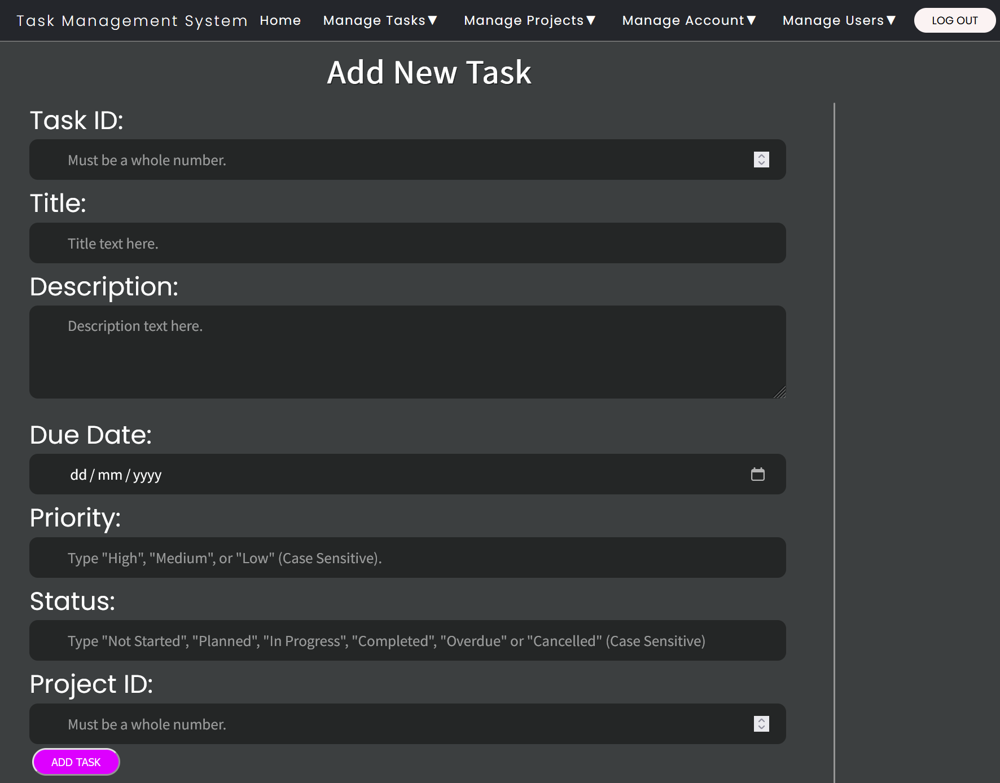 Task Management System Home Manage Tasks▼ Manage Projects▼ Manage Account▼ Manage Users▼ LOG OUT
Add New Task
Task ID:
Must be a whole number.
Title:
Title text here.
Description:
Description text here.
Due Date:
dd/mm/yyyy
Priority:
Type "High", "Medium", or "Low" (Case Sensitive).
Status:
Type "Not Started", "Planned", "In Progress", "Completed", "Overdue" or "Cancelled" (Case Sensitive)
Project ID:
Must be a whole number.
ADD TASK